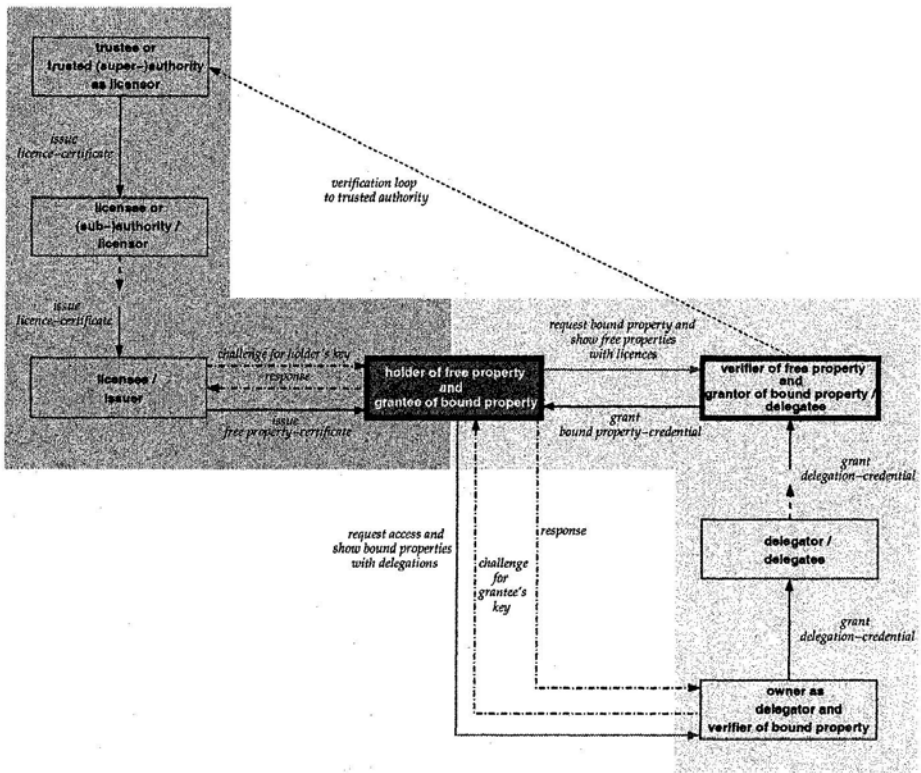 trustee or
trusted (super-)authority
as licensor
issue
licence-certificate
verification loop
to trusted authority
licensee or
(sub-)authority /
licensor
issue
licence-certificate
request bound property and
show free properties
with licences
challenge for holder's key
response
licensee /
issuer
holder of free property
and
grantee of bound property
verifier of free property
and
grantor of bound property /
delegatee
issue
free property-certificate
grant
bound property-credential
grant
delegation-credential
request access and
show bound properties
with delegations
response
challenge
for
grantee's
key
delegator /
delegatee
grant
delegation-credential
owner as
delegator and
verifier of bound property